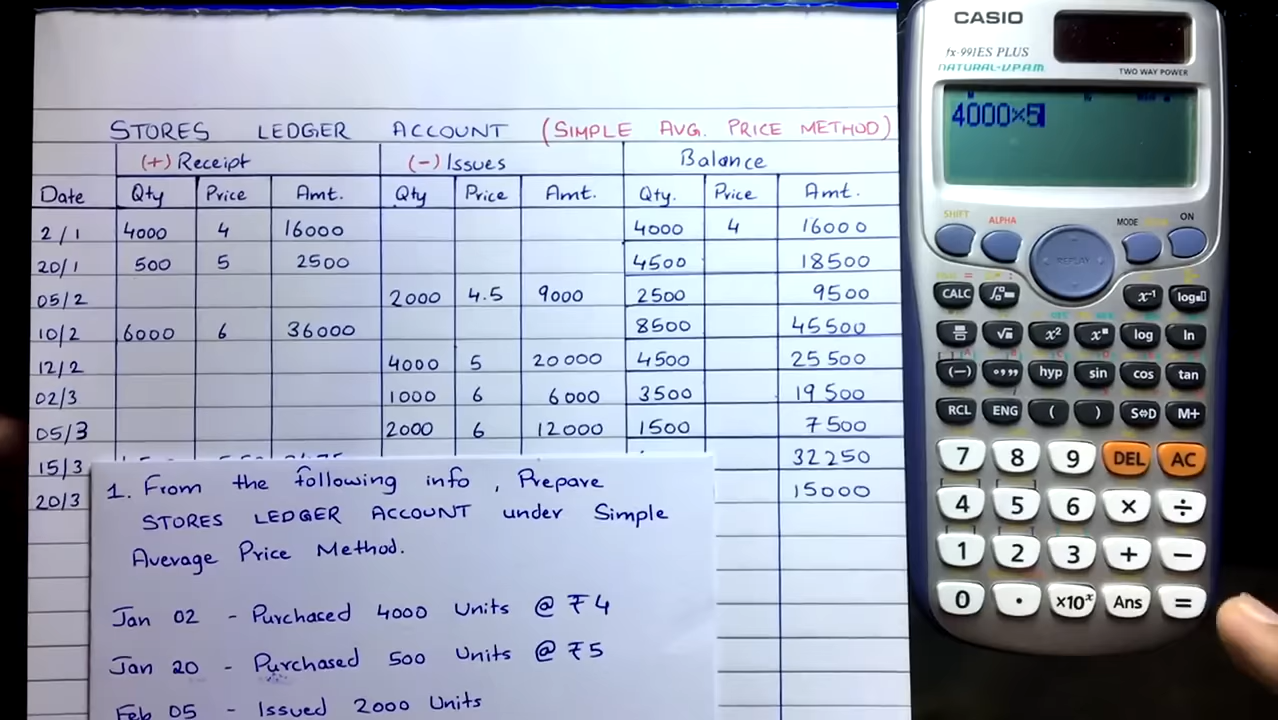 STORES LEDGER ACCOUNT (SIMPLE AVG. PRICE METHOD)
(+) Receipt (-) Issues Balance
Date Qty Price Amt. Qty Price Amt. Qty. Price Amt.
2/1 4000 4 16000 4000 4 16000
20/1 500 5 2500 4500 18500
05/2 2000 4.5 9000 2500 9500
10/2 6000 6 36000 8500 45500
12/2 4000 5 20000 4500 25500
02/3 1000 6 6000 3500 19500
05/3 2000 6 12000 1500 7500
15/3 32250
20/3 15000
1. From the following info, Prepare
STORES LEDGER ACCOUNT under Simple
Average Price Method.
Jan 02 - Purchased 4000 Units @ ₹4
Jan 20 - Purchased 500 Units @ ₹5
Feb 05 - Issued 2000 Units
CASIO
fx-991ES PLUS
NATURAL-V.P.A.M.
TWO WAY POWER
4000×5
SHIFT ALPHA MODE ON
REPLAY
CALC x⁻¹ log
√ x² log ln
(−) hyp sin cos tan
RCL ENG ( ) S⇔D M+
7 8 9 DEL AC
4 5 6 × ÷
1 2 3 + −
0 . ×10ˣ Ans =